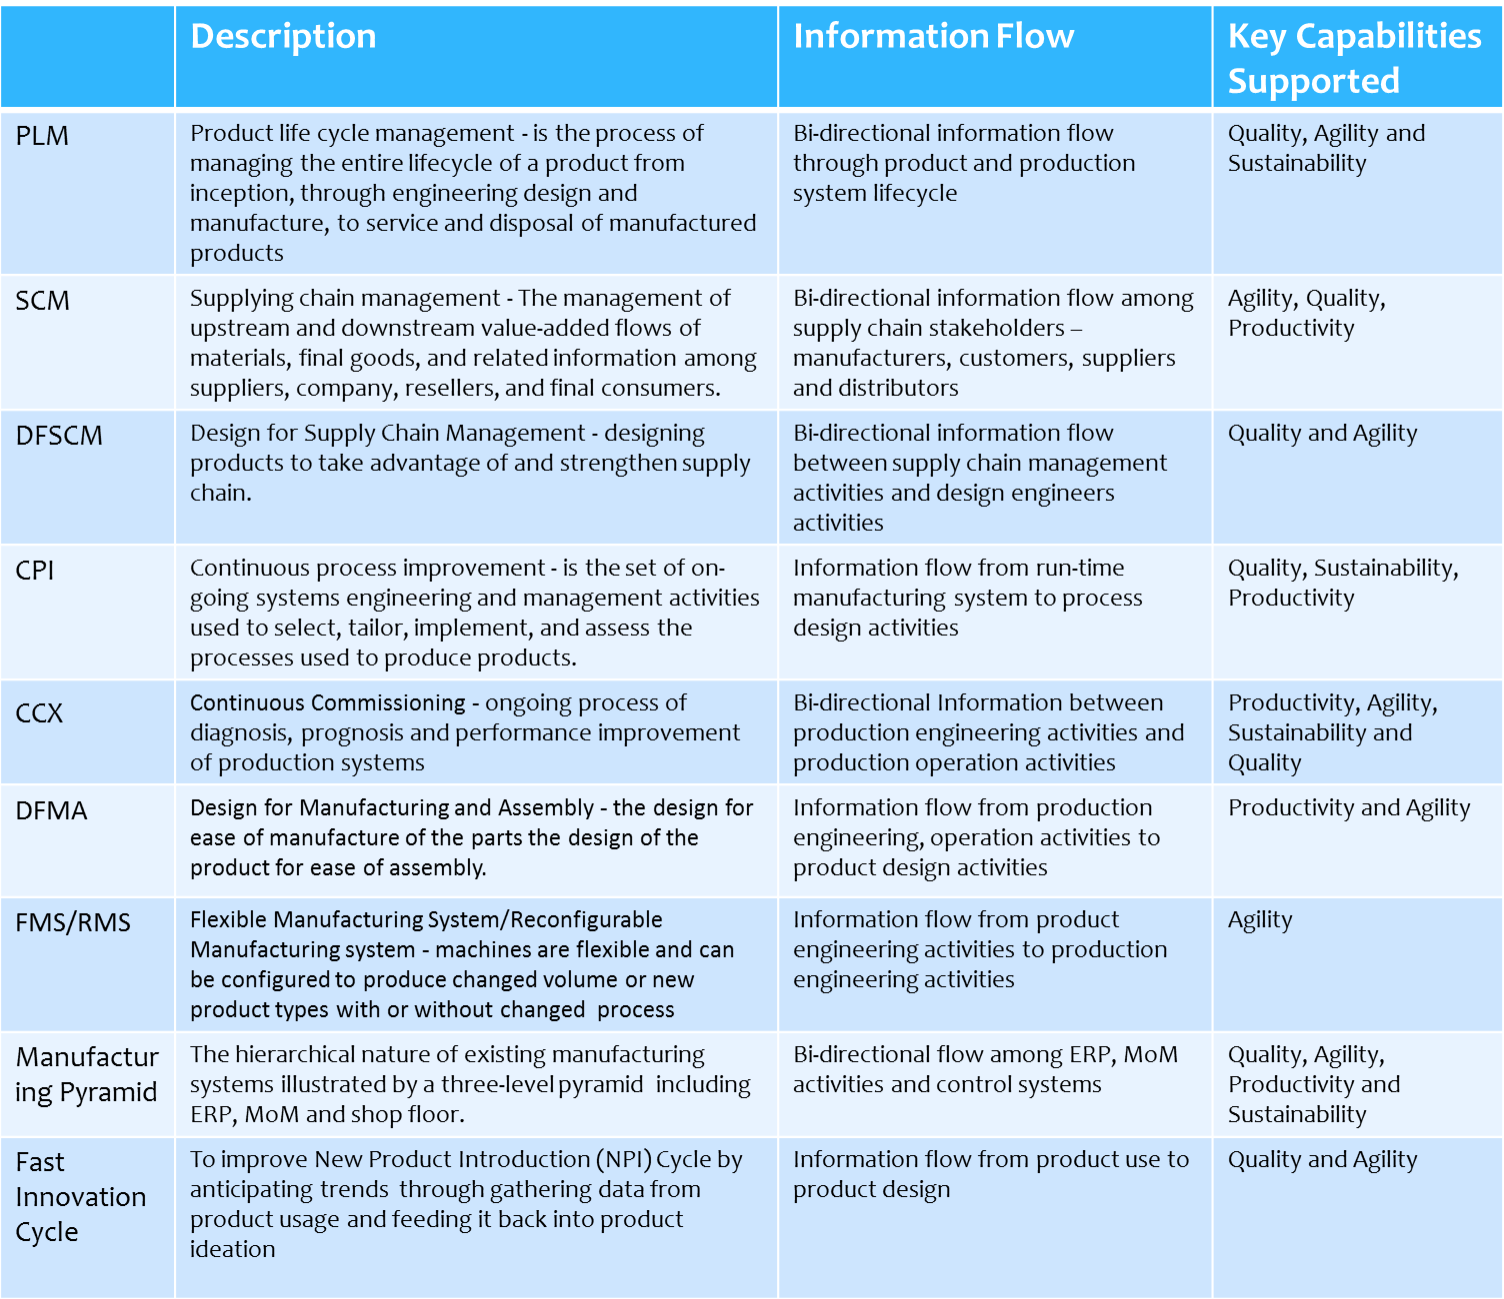 Description
Information Flow
Key Capabilities
Supported
PLM
Product life cycle management - is the process of
managing the entire lifecycle of a product from
inception, through engineering design and
manufacture, to service and disposal of manufactured
products
Bi-directional information flow
through product and production
system lifecycle
Quality, Agility and
Sustainability
SCM
Supplying chain management - The management of
upstream and downstream value-added flows of
materials, final goods, and related information among
suppliers, company, resellers, and final consumers.
Bi-directional information flow among
supply chain stakeholders –
manufacturers, customers, suppliers
and distributors
Agility, Quality,
Productivity
DFSCM
Design for Supply Chain Management - designing
products to take advantage of and strengthen supply
chain.
Bi-directional information flow
between supply chain management
activities and design engineers
activities
Quality and Agility
CPI
Continuous process improvement - is the set of on-
going systems engineering and management activities
used to select, tailor, implement, and assess the
processes used to produce products.
Information flow from run-time
manufacturing system to process
design activities
Quality, Sustainability,
Productivity
CCX
Continuous Commissioning - ongoing process of
diagnosis, prognosis and performance improvement
of production systems
Bi-directional Information between
production engineering activities and
production operation activities
Productivity, Agility,
Sustainability and
Quality
DFMA
Design for Manufacturing and Assembly - the design for
ease of manufacture of the parts the design of the
product for ease of assembly.
Information flow from production
engineering, operation activities to
product design activities
Productivity and Agility
FMS/RMS
Flexible Manufacturing System/Reconfigurable
Manufacturing system - machines are flexible and can
be configured to produce changed volume or new
product types with or without changed process
Information flow from product
engineering activities to production
engineering activities
Agility
Manufactur
ing Pyramid
The hierarchical nature of existing manufacturing
systems illustrated by a three-level pyramid including
ERP, MoM and shop floor.
Bi-directional flow among ERP, MoM
activities and control systems
Quality, Agility,
Productivity and
Sustainability
Fast
Innovation
Cycle
To improve New Product Introduction (NPI) Cycle by
anticipating trends through gathering data from
product usage and feeding it back into product
ideation
Information flow from product use to
product design
Quality and Agility